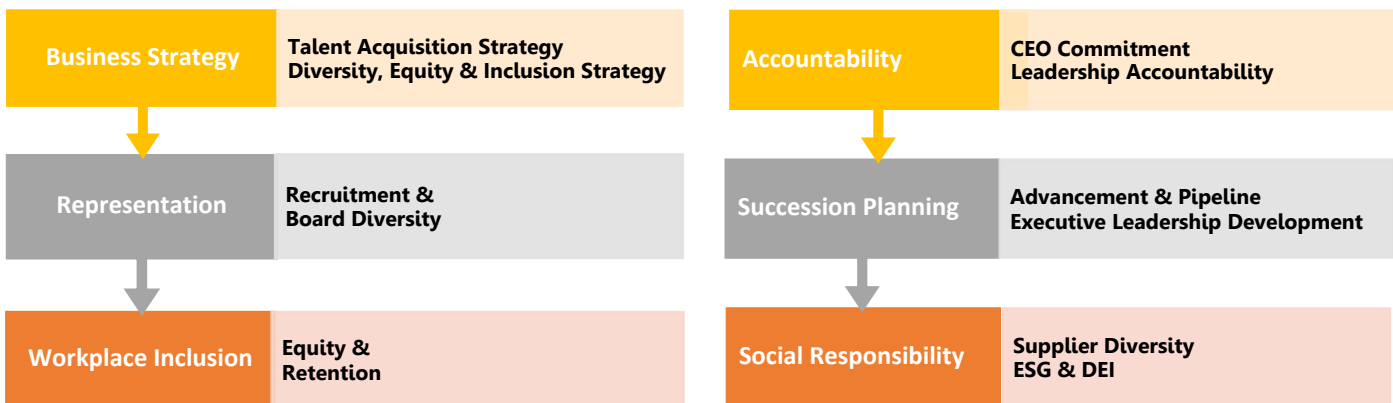 Business Strategy
Talent Acquisition Strategy
Diversity, Equity & Inclusion Strategy
Representation
Recruitment &
Board Diversity
Workplace Inclusion
Equity &
Retention
Accountability
CEO Commitment
Leadership Accountability
Succession Planning
Advancement & Pipeline
Executive Leadership Development
Social Responsibility
Supplier Diversity
ESG & DEI